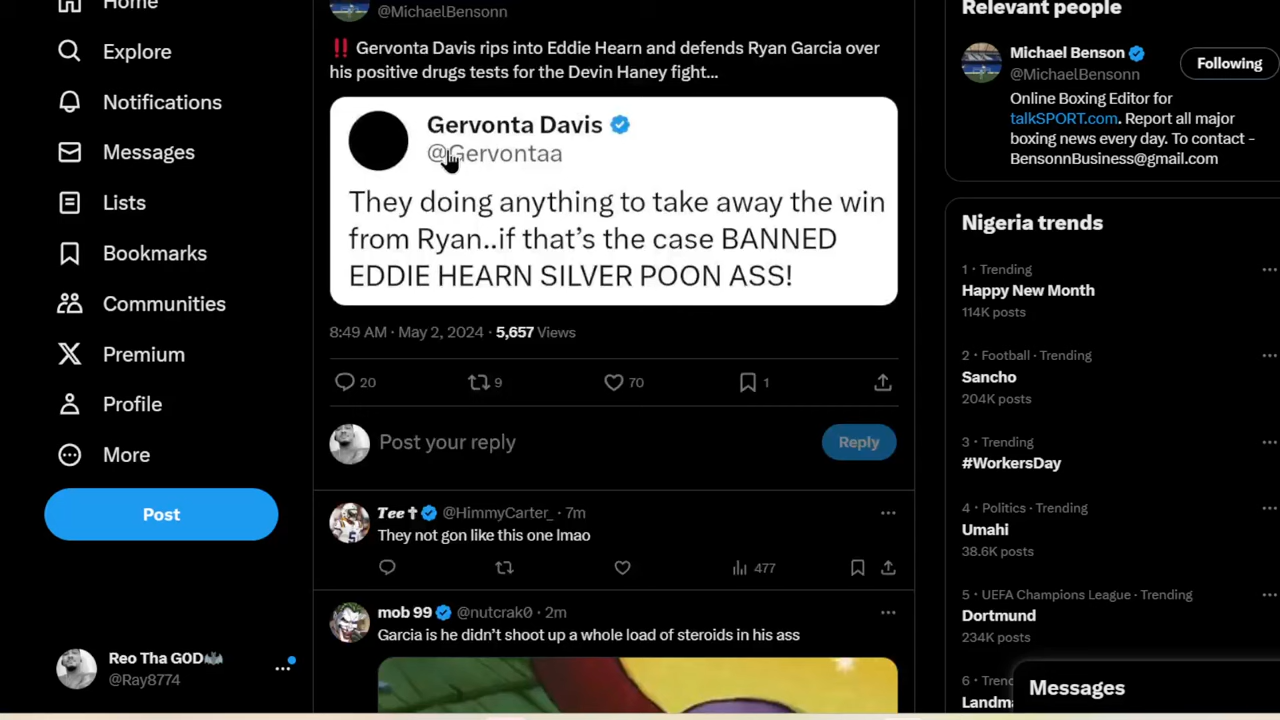 Home
Explore
Notifications
Messages
Lists
Bookmarks
Communities
Premium
Profile
More
Post
Reo Tha G0D🦇
@Ray8774
@MichaelBensonn
‼️ Gervonta Davis rips into Eddie Hearn and defends Ryan Garcia over
his positive drugs tests for the Devin Haney fight...
Gervonta Davis
@Gervontaa
They doing anything to take away the win
from Ryan..if that's the case BANNED
EDDIE HEARN SILVER POON ASS!
8:49 AM · May 2, 2024 · 5,657 Views
20
9
70
1
Post your reply
Reply
Tee✝ @HimmyCarter_ · 7m
They not gon like this one lmao
477
mob 99 @nutcrak0 · 2m
Garcia is he didn't shoot up a whole load of steroids in his ass
Relevant people
Michael Benson
@MichaelBensonn
Following
Online Boxing Editor for
talkSPORT.com. Report all major
boxing news every day. To contact -
BensonnBusiness@gmail.com
Nigeria trends
1 · Trending
Happy New Month
114K posts
2 · Football · Trending
Sancho
204K posts
3 · Trending
#WorkersDay
4 · Politics · Trending
Umahi
38.6K posts
5 · UEFA Champions League · Trending
Dortmund
234K posts
6 · Trenc
Landma
Messages